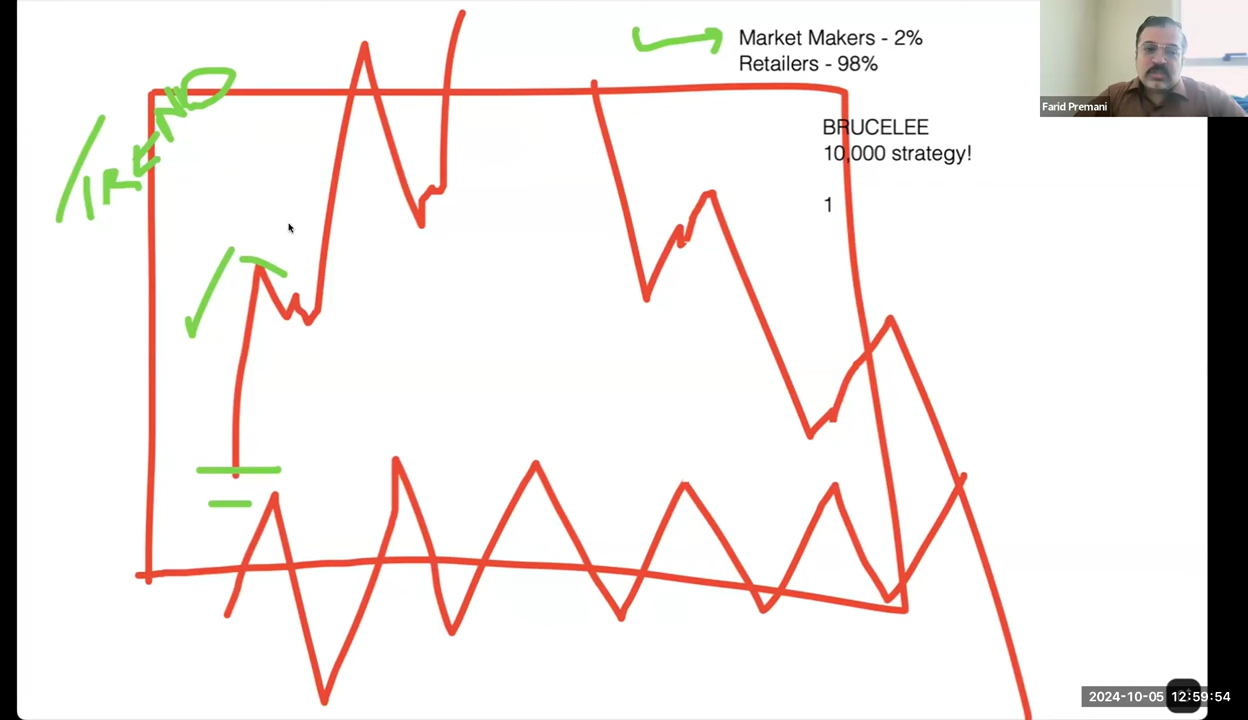 Market Makers - 2%
Retailers - 98%
Farid Premani
TREND
BRUCELEE
10,000 strategy!
1
2024-10-05 12:59:54